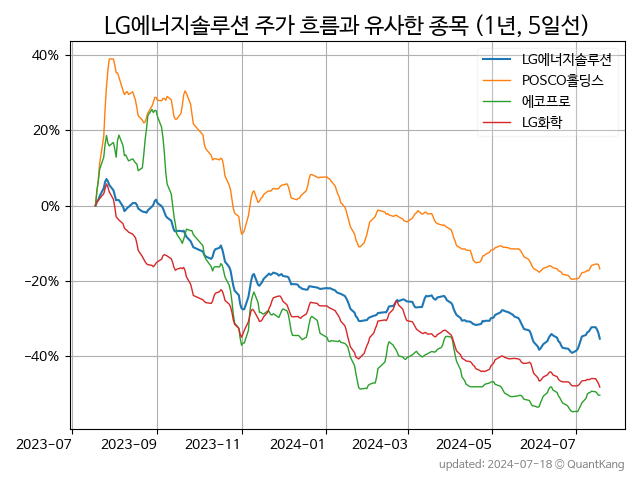 LG에너지솔루션 주가 흐름과 유사한 종목 (1년, 5일선)
LG에너지솔루션
POSCO홀딩스
에코프로
LG화학
40%
20%
0%
−20%
−40%
2023-07 2023-09 2023-11 2024-01 2024-03 2024-05 2024-07
updated: 2024-07-18 © QuantKang